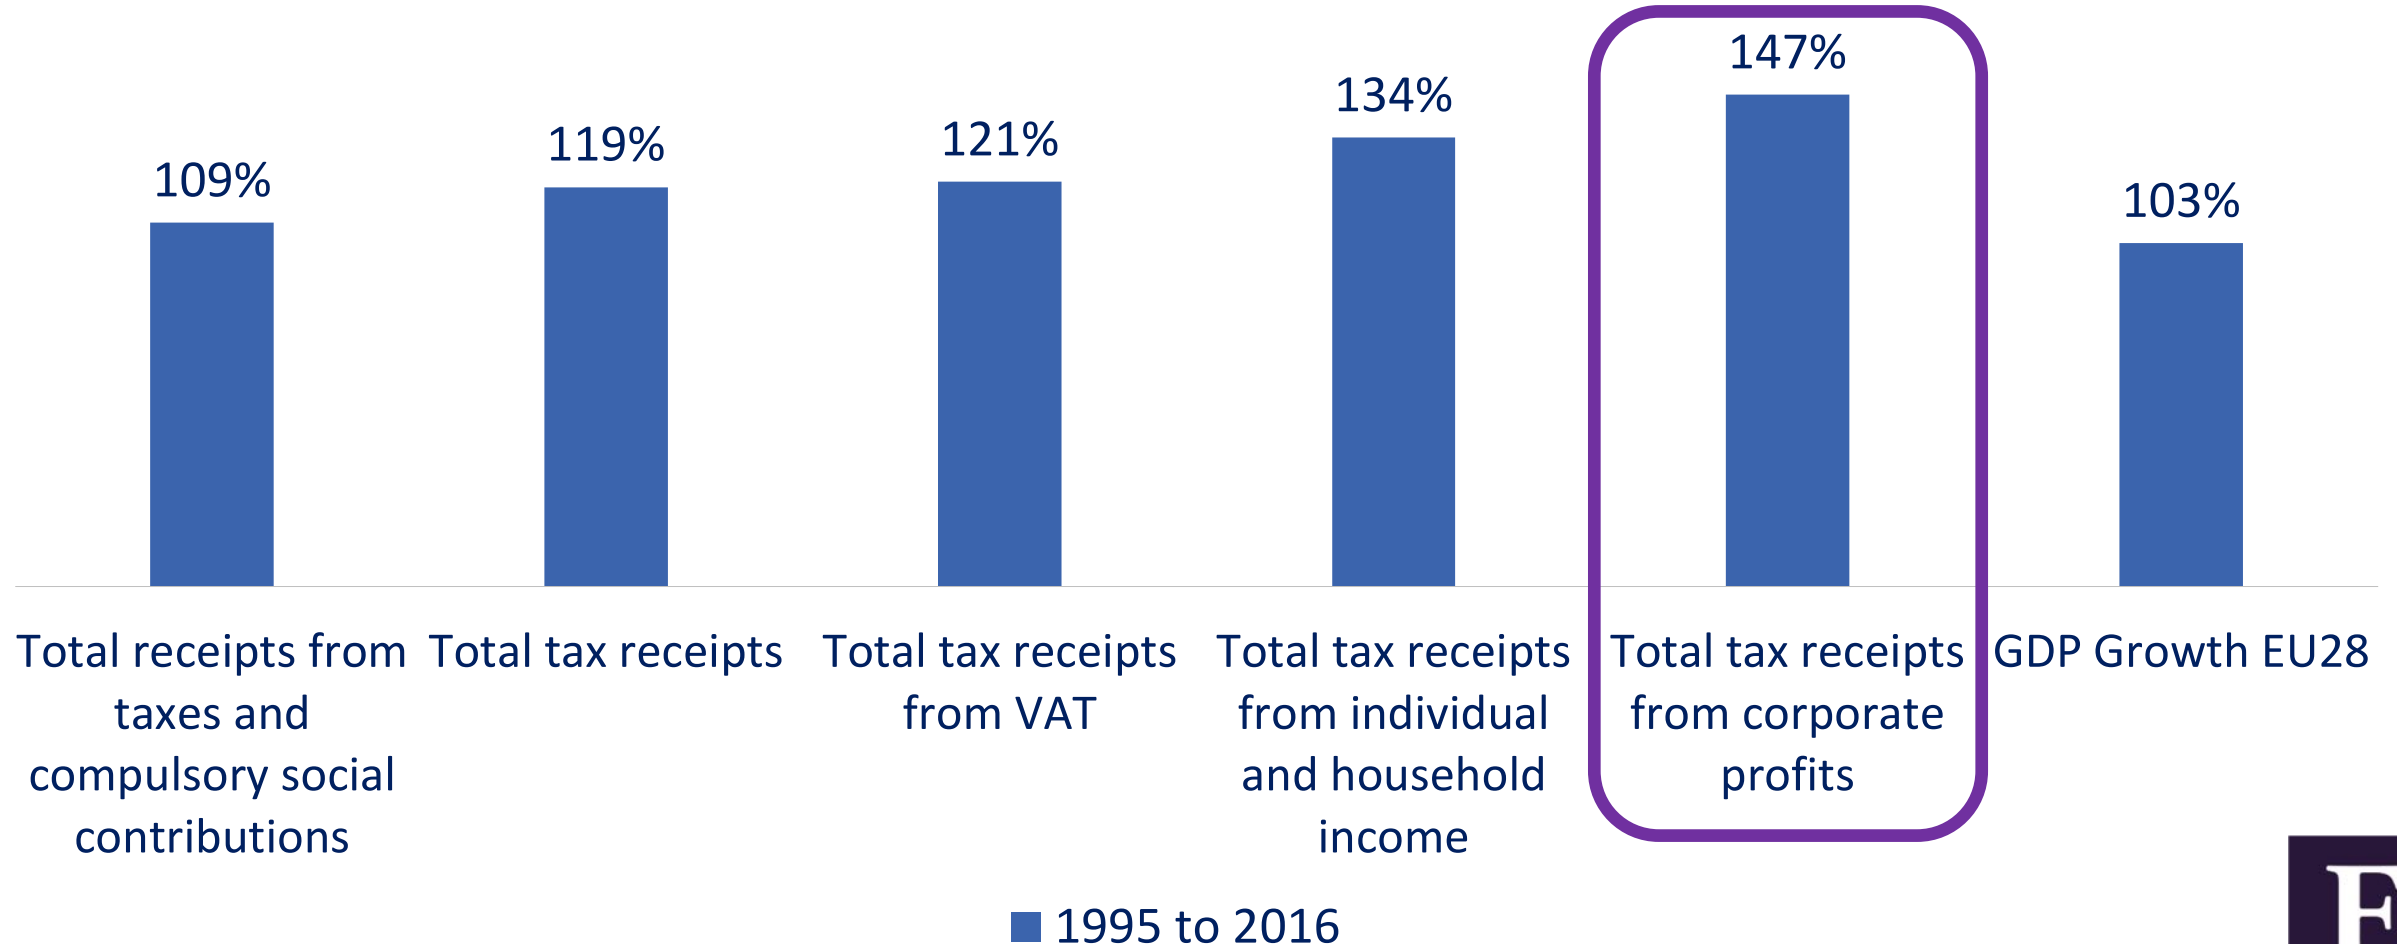 109%
119%
121%
134%
147%
103%
Total receipts from
taxes and
compulsory social
contributions
Total tax receipts
Total tax receipts
from VAT
Total tax receipts
from individual
and household
income
Total tax receipts
from corporate
profits
GDP Growth EU28
1995 to 2016